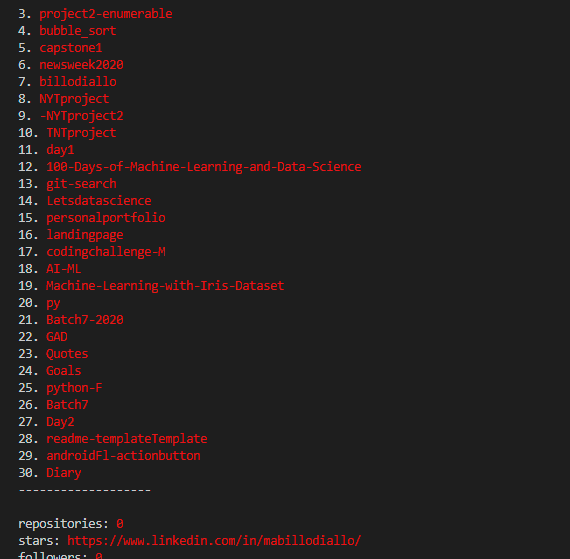 3. project2-enumerable
4. bubble_sort
5. capstone1
6. newsweek2020
7. billodiallo
8. NYTproject
9. -NYTproject2
10. TNTproject
11. day1
12. 100-Days-of-Machine-Learning-and-Data-Science
13. git-search
14. Letsdatascience
15. personalportfolio
16. landingpage
17. codingchallenge-M
18. AI-ML
19. Machine-Learning-with-Iris-Dataset
20. py
21. Batch7-2020
22. GAD
23. Quotes
24. Goals
25. python-F
26. Batch7
27. Day2
28. readme-templateTemplate
29. androidFl-actionbutton
30. Diary
-------------------
repositories: 0
stars: https://www.linkedin.com/in/mabillodiallo/
followers: 0